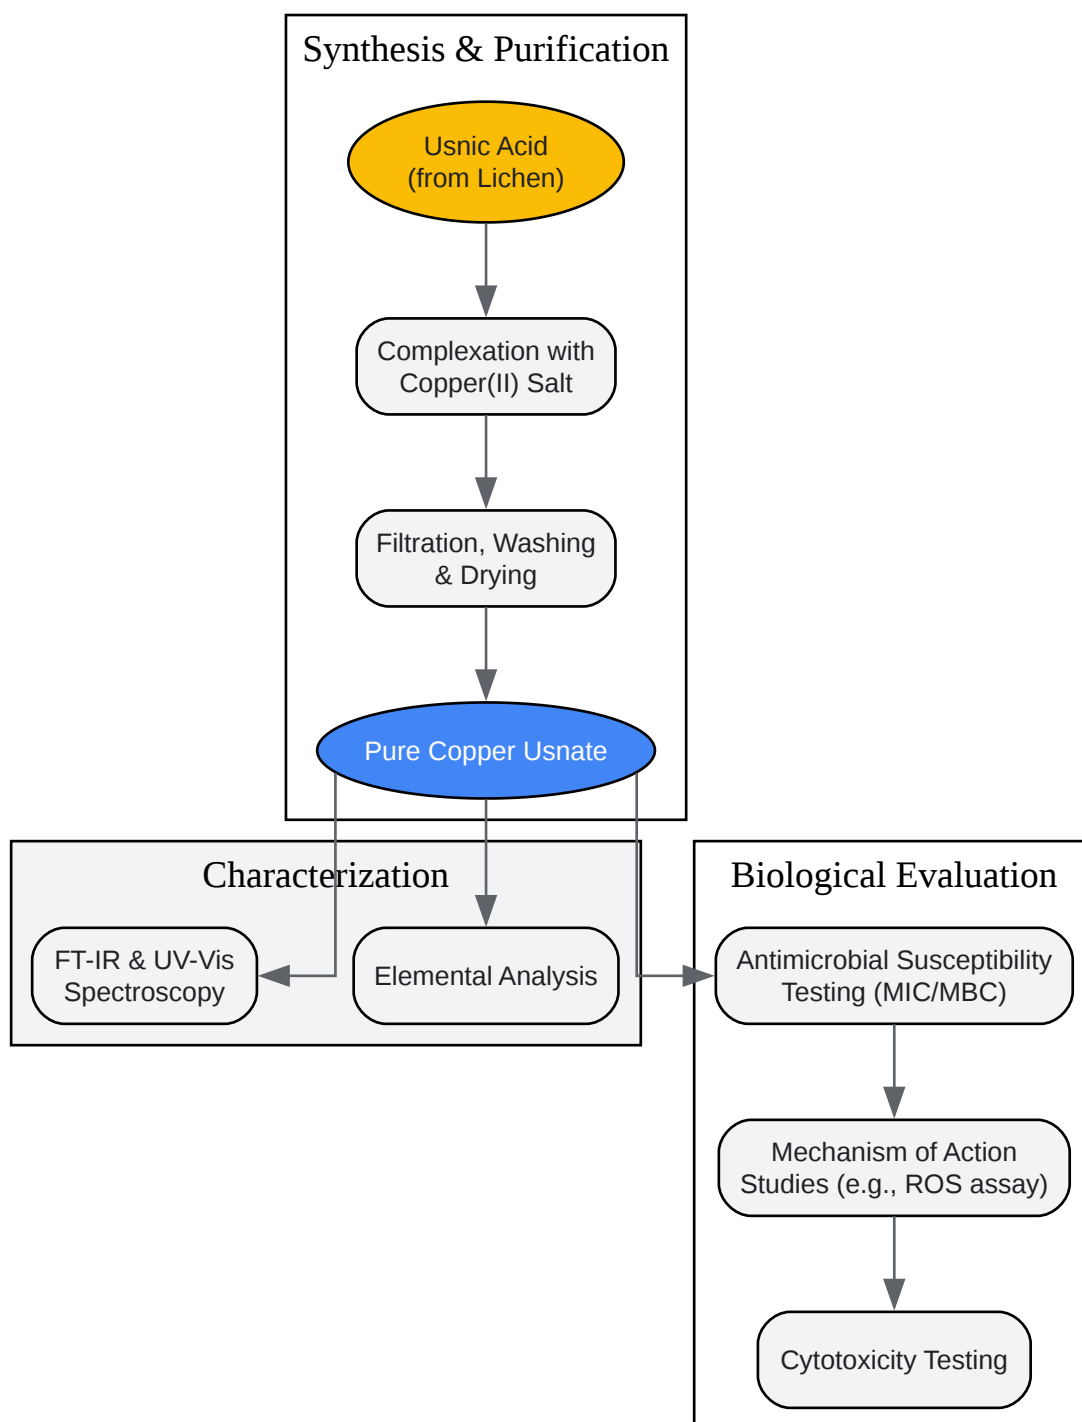 Synthesis & Purification
Usnic Acid
(from Lichen)
Complexation with
Copper(II) Salt
Filtration, Washing
& Drying
Pure Copper Usnate
Characterization
FT-IR & UV-Vis
Spectroscopy
Elemental Analysis
Biological Evaluation
Antimicrobial Susceptibility
Testing (MIC/MBC)
Mechanism of Action
Studies (e.g., ROS assay)
Cytotoxicity Testing